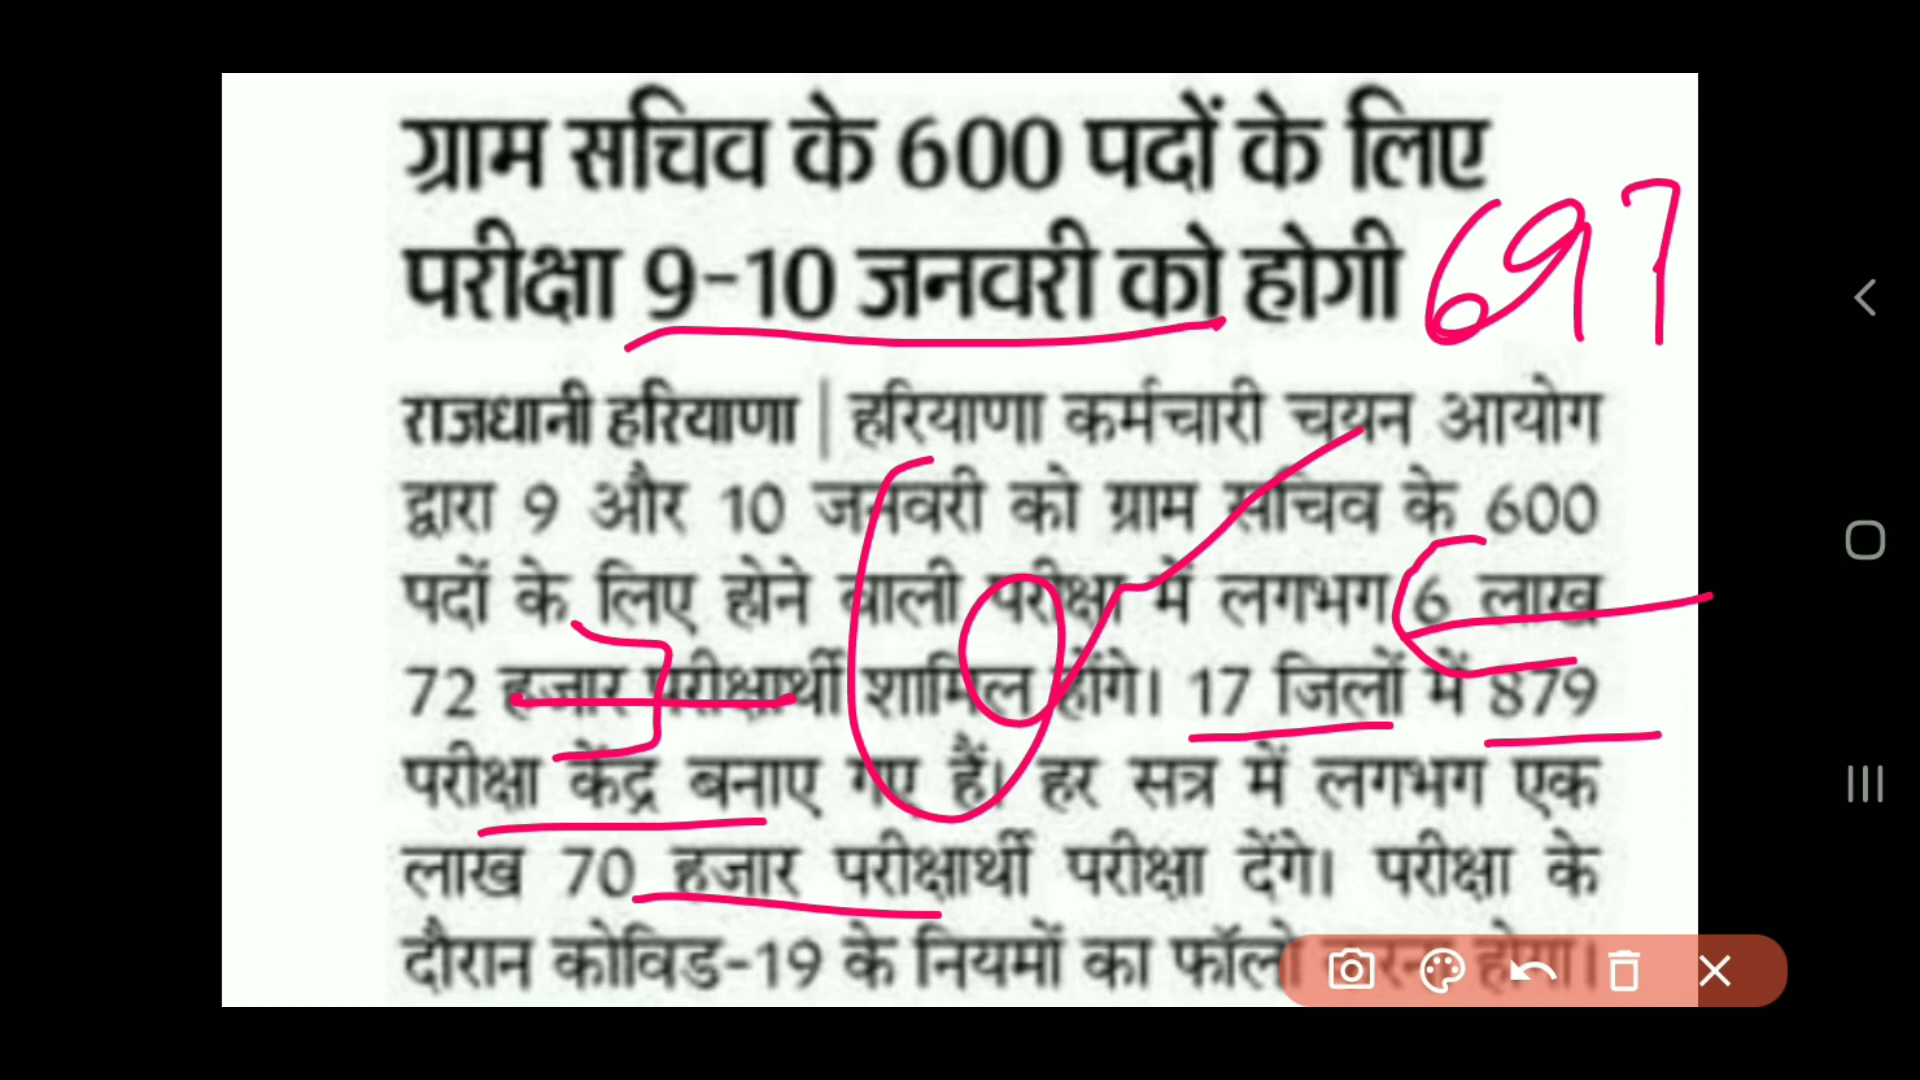 ग्राम सचिव के 600 पदों के लिए
परीक्षा 9-10 जनवरी को होगी
697
राजधानी हरियाणा | हरियाणा कर्मचारी चयन आयोग
द्वारा 9 और 10 जनवरी को ग्राम सचिव के 600
पदों के लिए होने वाली परीक्षा में लगभग 6 लाख
72 हजार परीक्षार्थी शामिल होंगे। 17 जिलों में 879
परीक्षा केंद्र बनाए गए हैं। हर सत्र में लगभग एक
लाख 70 हजार परीक्षार्थी परीक्षा देंगे। परीक्षा के
दौरान कोविड-19 के नियमों का फॉलो करना होगा।